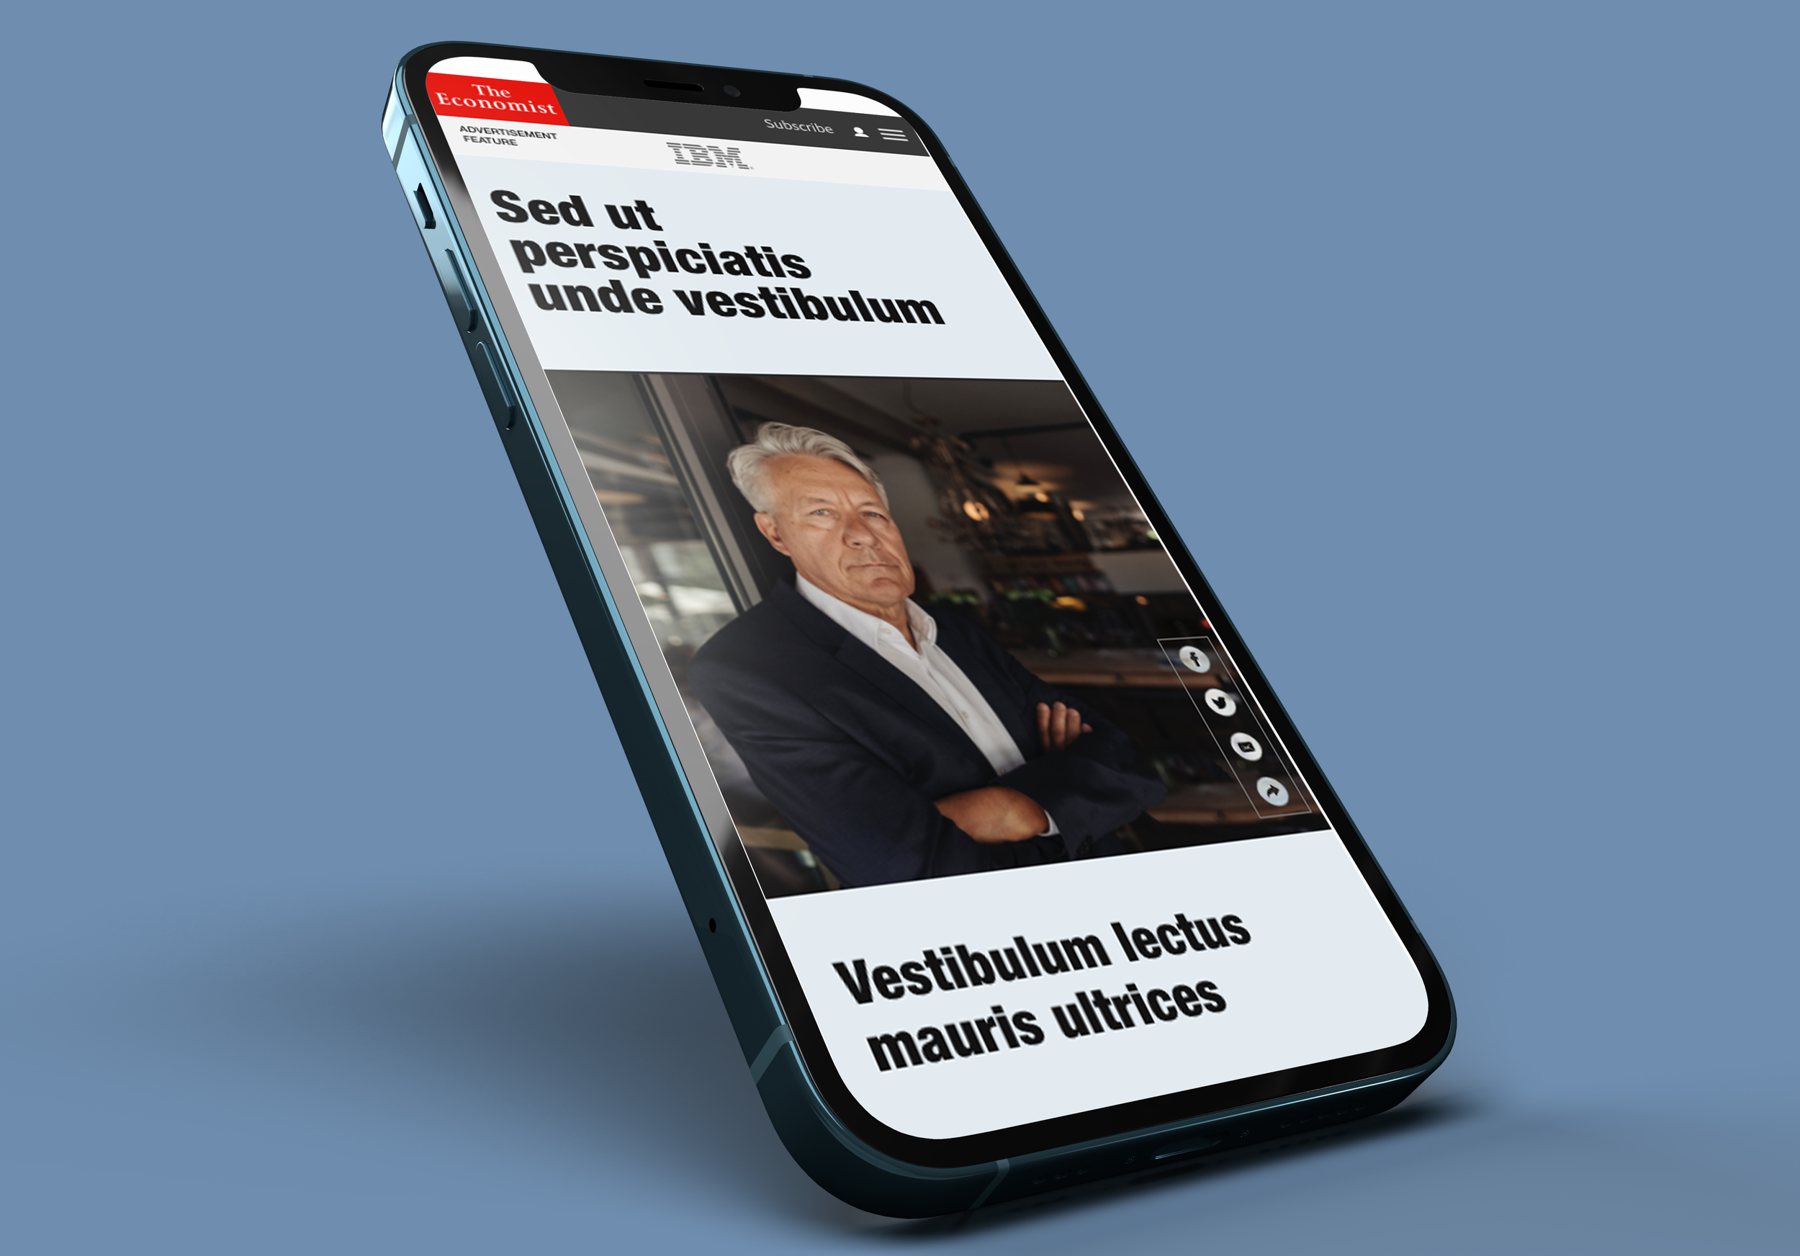 The
Economist
Subscribe
ADVERTISEMENT
FEATURE
IBM
Sed ut
perspiciatis
unde vestibulum
Vestibulum lectus
mauris ultrices